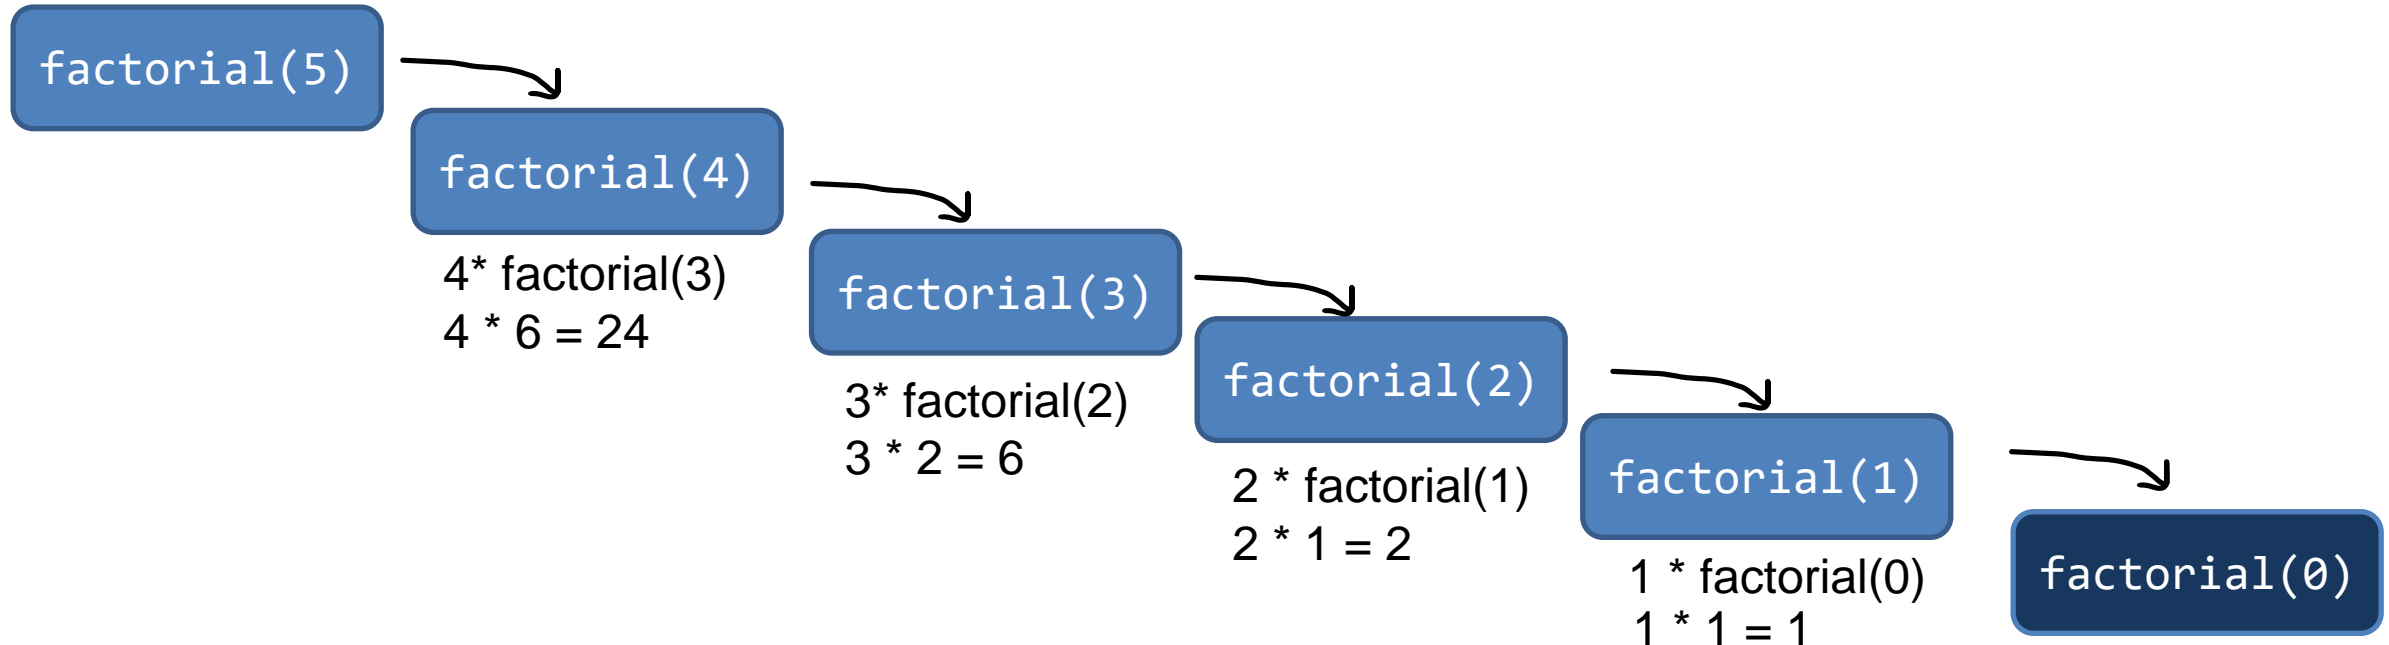 factorial(5)
factorial(4)
4* factorial(3)
4 * 6 = 24
factorial(3)
3* factorial(2)
3 * 2 = 6
factorial(2)
2 * factorial(1)
2 * 1 = 2
factorial(1)
1 * factorial(0)
1 * 1 = 1
factorial(0)